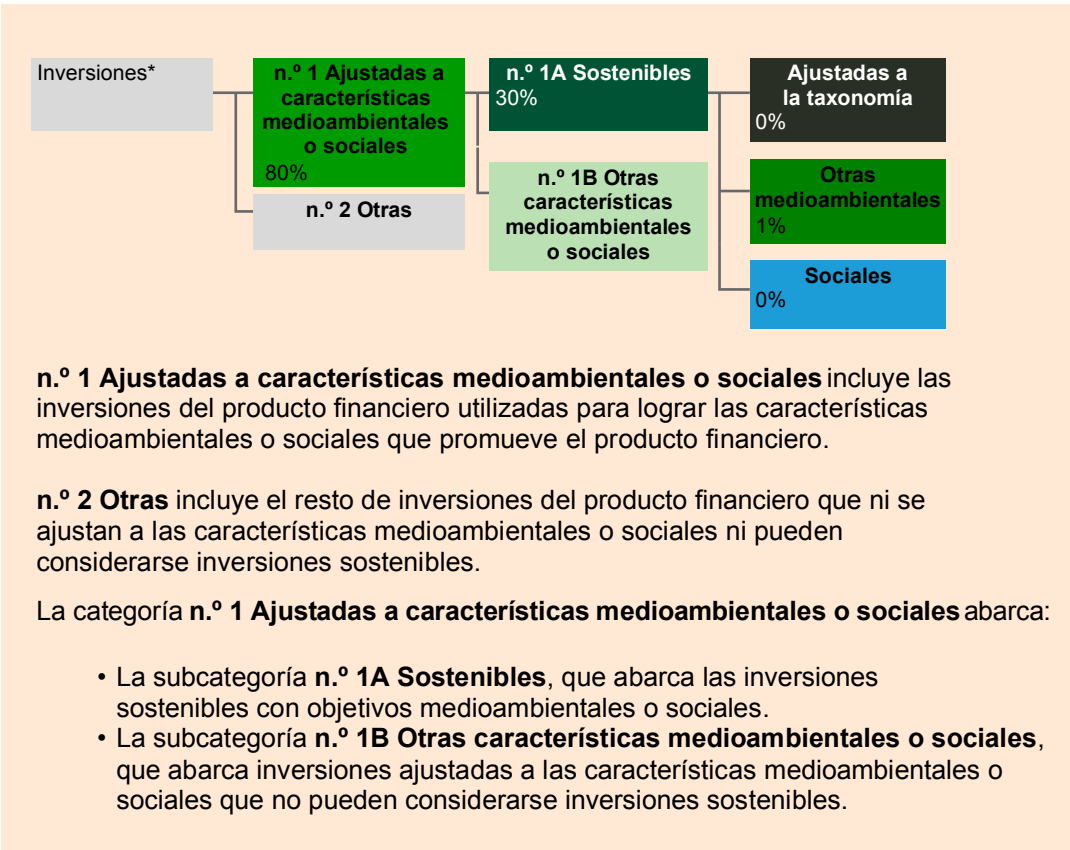 Inversiones*
n.º 1 Ajustadas a
características
medioambientales
o sociales
80%
n.º 2 Otras
n.º 1A Sostenibles
30%
n.º 1B Otras
características
medioambientales
o sociales
Ajustadas a
la taxonomía
0%
Otras
medioambientales
1%
Sociales
0%
n.º 1 Ajustadas a características medioambientales o sociales incluye las
inversiones del producto financiero utilizadas para lograr las características
medioambientales o sociales que promueve el producto financiero.
n.º 2 Otras incluye el resto de inversiones del producto financiero que ni se
ajustan a las características medioambientales o sociales ni pueden
considerarse inversiones sostenibles.
La categoría n.º 1 Ajustadas a características medioambientales o sociales abarca:
• La subcategoría n.º 1A Sostenibles, que abarca las inversiones
sostenibles con objetivos medioambientales o sociales.
• La subcategoría n.º 1B Otras características medioambientales o sociales,
que abarca inversiones ajustadas a las características medioambientales o
sociales que no pueden considerarse inversiones sostenibles.